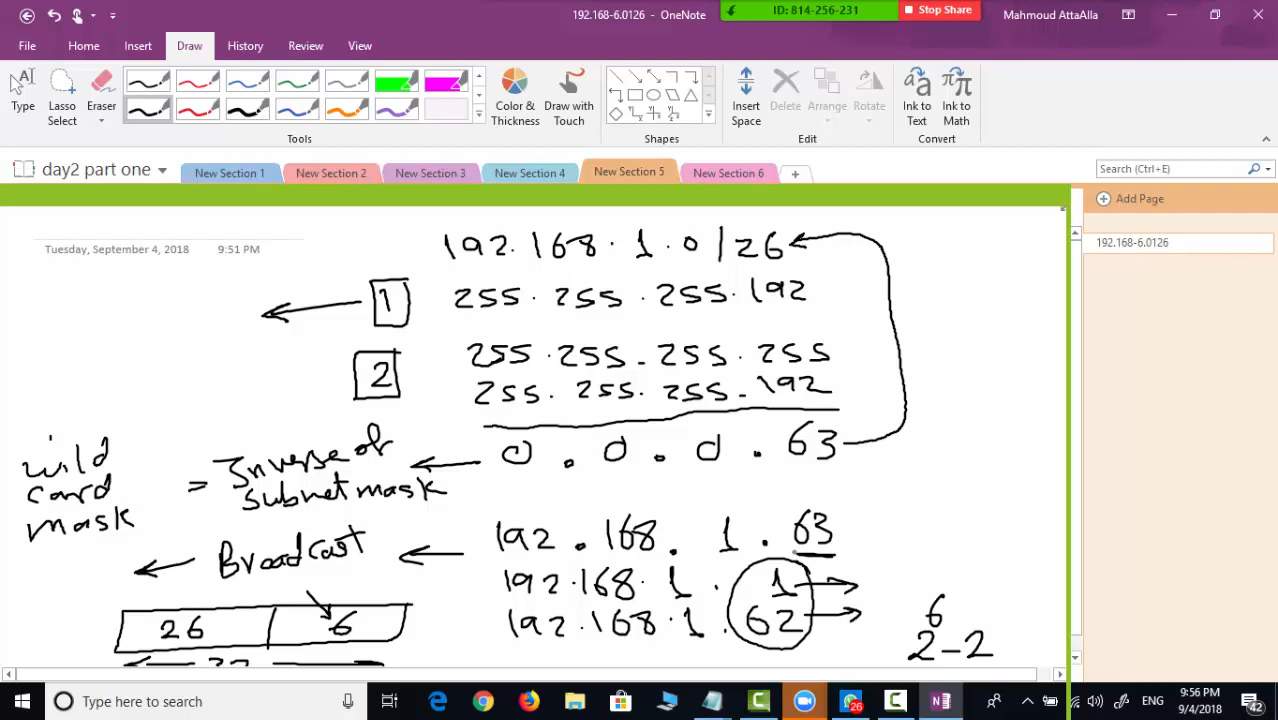 192.168-6.0126 - OneNote
ID: 814-256-231
Stop Share
Mahmoud AttaAlla
File Home Insert Draw History Review View
Type
Lasso Select
Eraser
Color & Thickness
Draw with Touch
Insert Space
Delete
Arrange
Rotate
Ink to Text
Ink to Math
Tools
Shapes
Edit
Convert
day2 part one
New Section 1
New Section 2
New Section 3
New Section 4
New Section 5
New Section 6
Search (Ctrl+E)
Add Page
192.168-6.0126
Tuesday, September 4, 2018 9:51 PM
192.168.1.0/26
1 255.255.255.192
2 255.255-255.255
255.255.255-192
0.0.0.63
wild card mask = Inverse of subnet mask
192.168.1.63
Broadcast
192.168.1.1
192.168.1.62
26 6
6
2-2
Type here to search
26
ENG
9:56 PM
9/4/2018
42